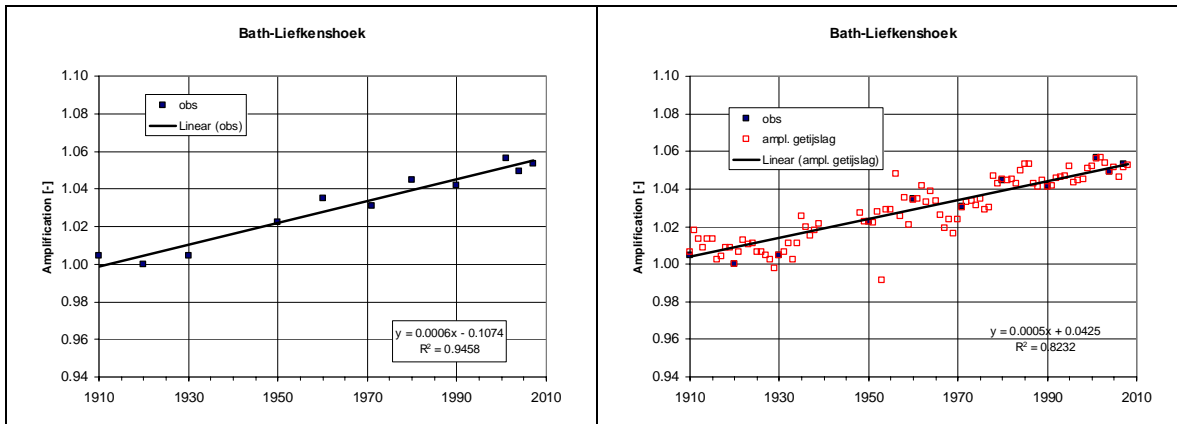 Bath-Liefkenshoek
1.10
1.08
1.06
1.04
1.02
1.00
0.98
0.96
0.94
Amplification [-]
obs
Linear (obs)
y = 0.0006x - 0.1074
R² = 0.9458
1910 1930 1950 1970 1990 2010
Bath-Liefkenshoek
1.10
1.08
1.06
1.04
1.02
1.00
0.98
0.96
0.94
Amplification [-]
obs
ampl. getijslag
Linear (ampl. getijslag)
y = 0.0005x + 0.0425
R² = 0.8232
1910 1930 1950 1970 1990 2010